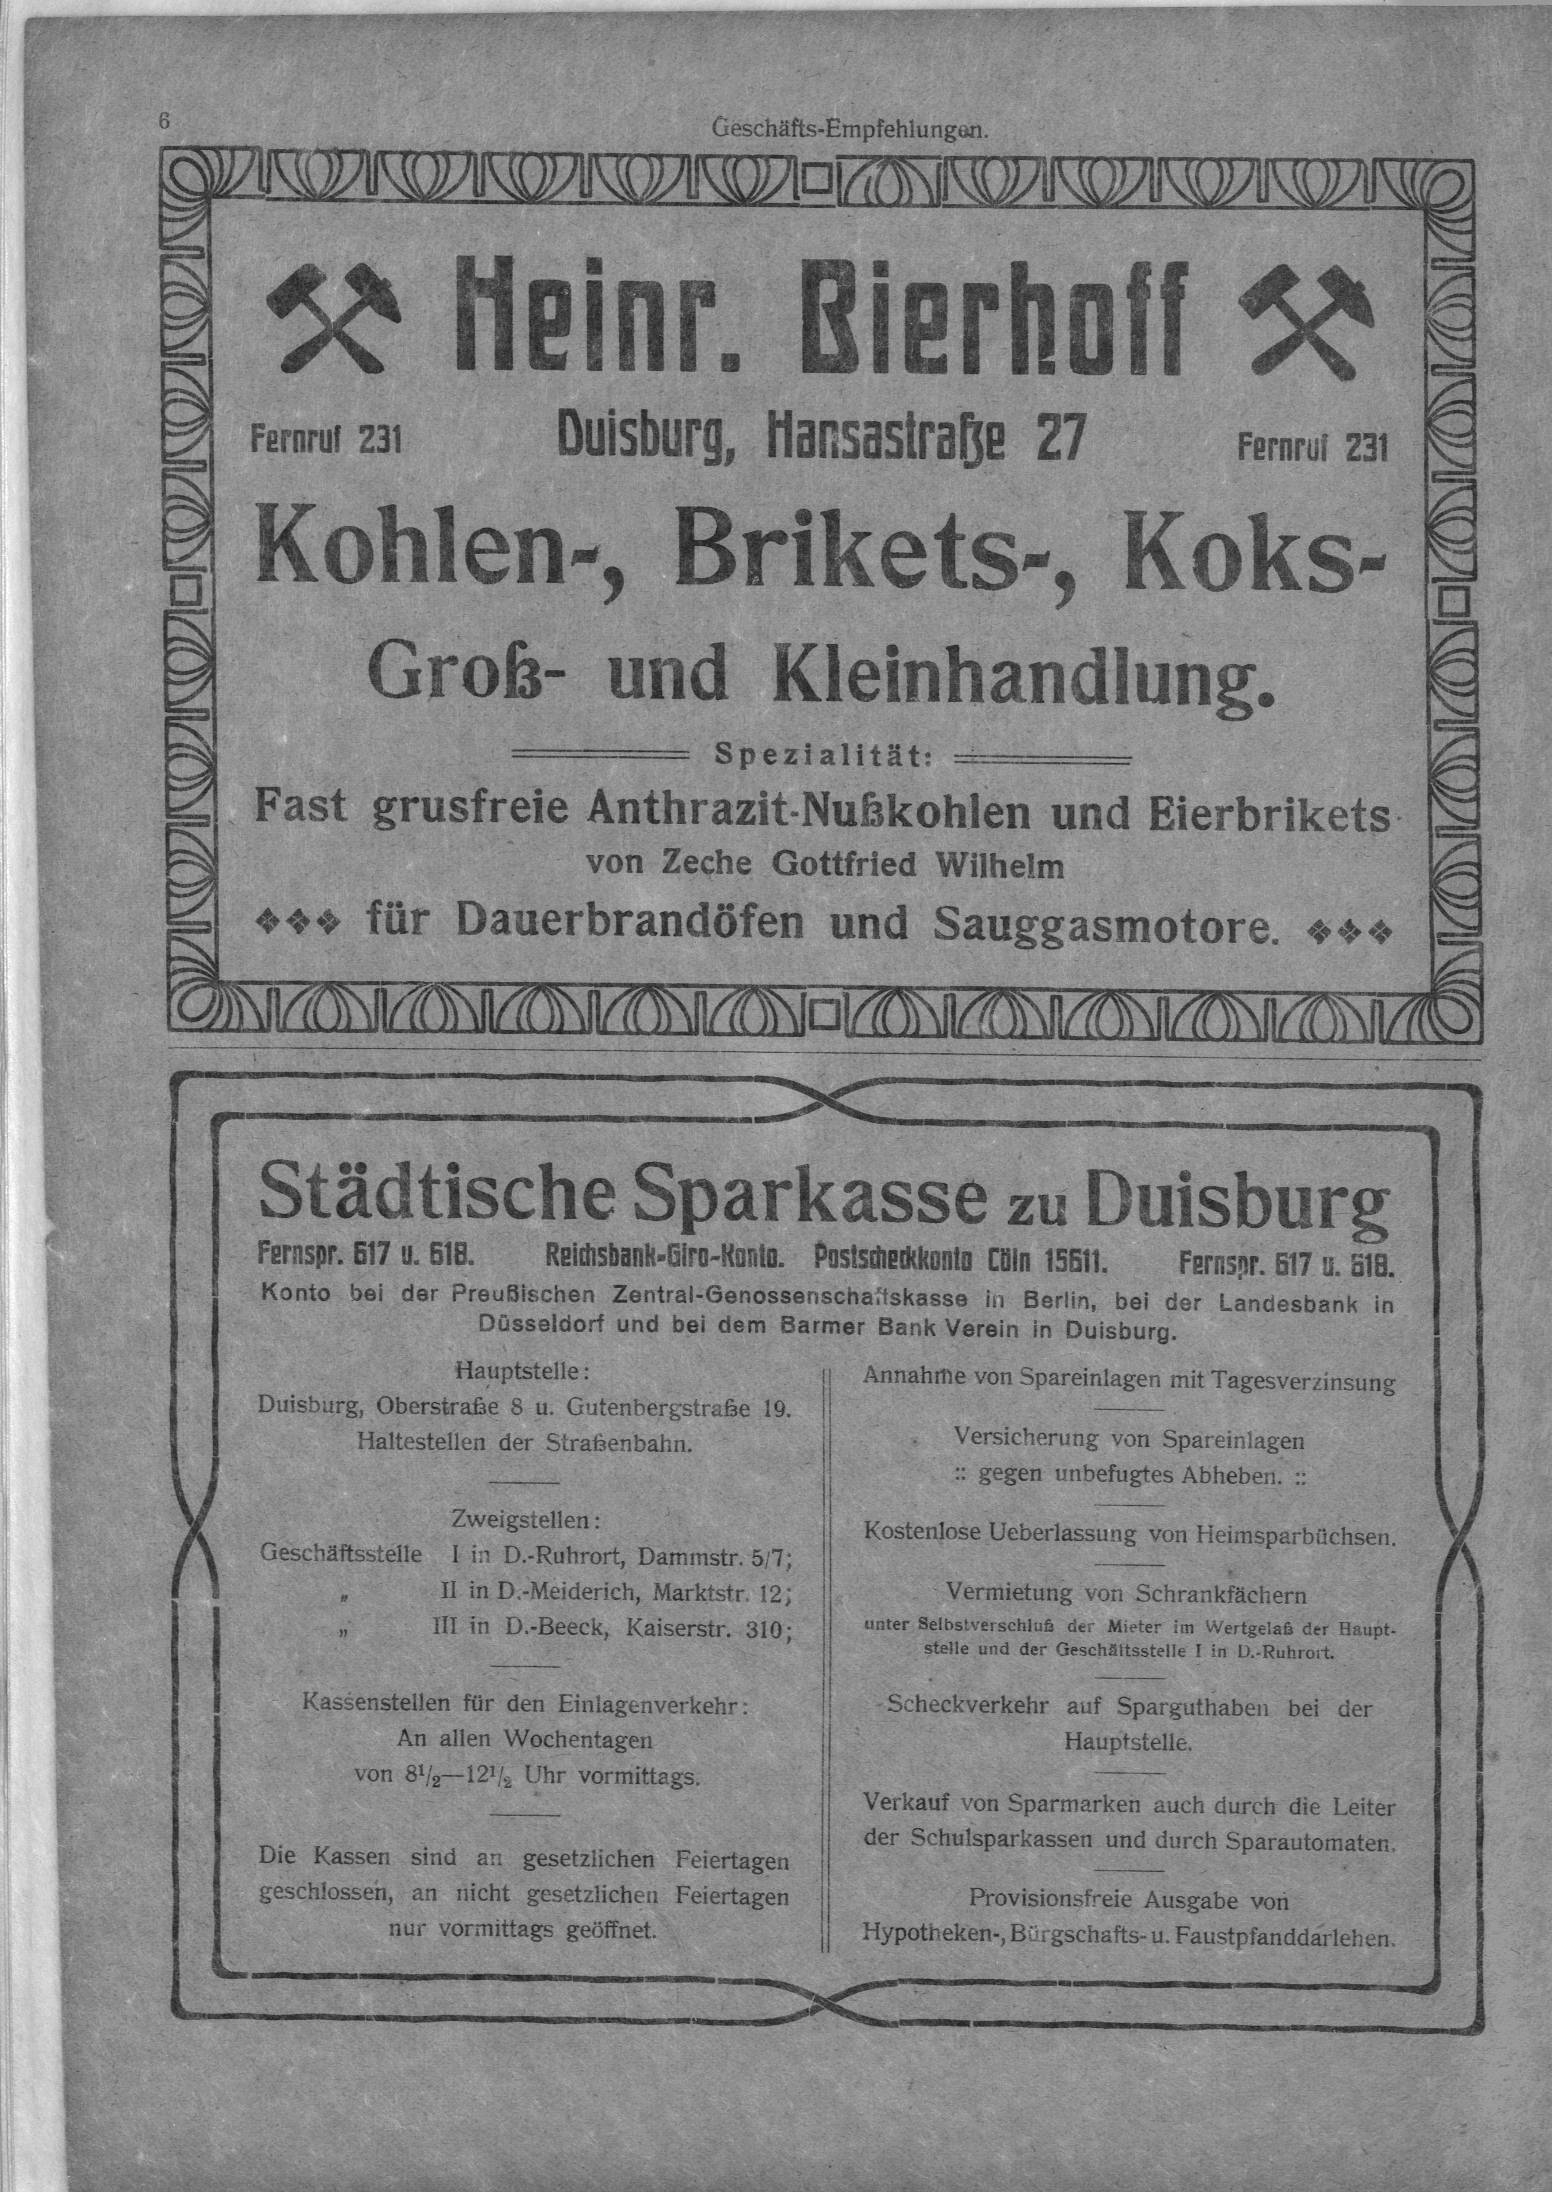 6
Geschäfts-Empfehlungen.
Heinr. Bierhoff
Fernruf 231
Duisburg, Hansastraße 27
Fernruf 231
Kohlen-, Brikets-, Koks-
Groß- und Kleinhandlung.
Spezialität:
Fast grusfreie Anthrazit-Nußkohlen und Eierbrikets
von Zeche Gottfried Wilhelm
für Dauerbrandöfen und Sauggasmotore.
Städtische Sparkasse zu Duisburg
Fernspr. 617 u. 618. Reichsbank-Giro-Konto. Postscheckkonto Cöln 15611. Fernspr. 617 u. 618.
Konto bei der Preußischen Zentral-Genossenschaftskasse in Berlin, bei der Landesbank in
Düsseldorf und bei dem Barmer Bank Verein in Duisburg.
Hauptstelle:
Duisburg, Oberstraße 8 u. Gutenbergstraße 19.
Haltestellen der Straßenbahn.
Zweigstellen:
Geschäftsstelle I in D.-Ruhrort, Dammstr. 5/7;
„ II in D.-Meiderich, Marktstr. 12;
„ III in D.-Beeck, Kaiserstr. 310;
Kassenstellen für den Einlagenverkehr:
An allen Wochentagen
von 8½—12½ Uhr vormittags.
Die Kassen sind an gesetzlichen Feiertagen
geschlossen, an nicht gesetzlichen Feiertagen
nur vormittags geöffnet.
Annahme von Spareinlagen mit Tagesverzinsung
Versicherung von Spareinlagen
:: gegen unbefugtes Abheben. ::
Kostenlose Ueberlassung von Heimsparbüchsen.
Vermietung von Schrankfächern
unter Selbstverschluß der Mieter im Wertgelaß der Haupt-
stelle und der Geschäftsstelle I in D.-Ruhrort.
Scheckverkehr auf Sparguthaben bei der
Hauptstelle.
Verkauf von Sparmarken auch durch die Leiter
der Schulsparkassen und durch Sparautomaten.
Provisionsfreie Ausgabe von
Hypotheken-, Bürgschafts- u. Faustpfanddarlehen.